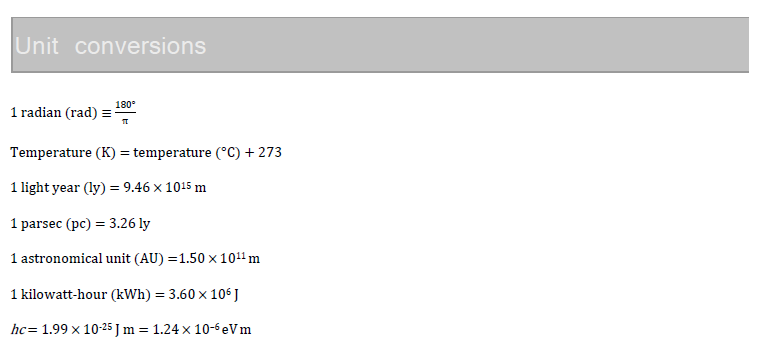 Unit conversions
1 radian (rad) ≡ 180°/π
Temperature (K) = temperature (°C) + 273
1 light year (ly) = 9.46 × 10¹⁵ m
1 parsec (pc) = 3.26 ly
1 astronomical unit (AU) =1.50 × 10¹¹ m
1 kilowatt-hour (kWh) = 3.60 × 10⁶ J
hc= 1.99 × 10⁻²⁵ J m = 1.24 × 10⁻⁶ eV m